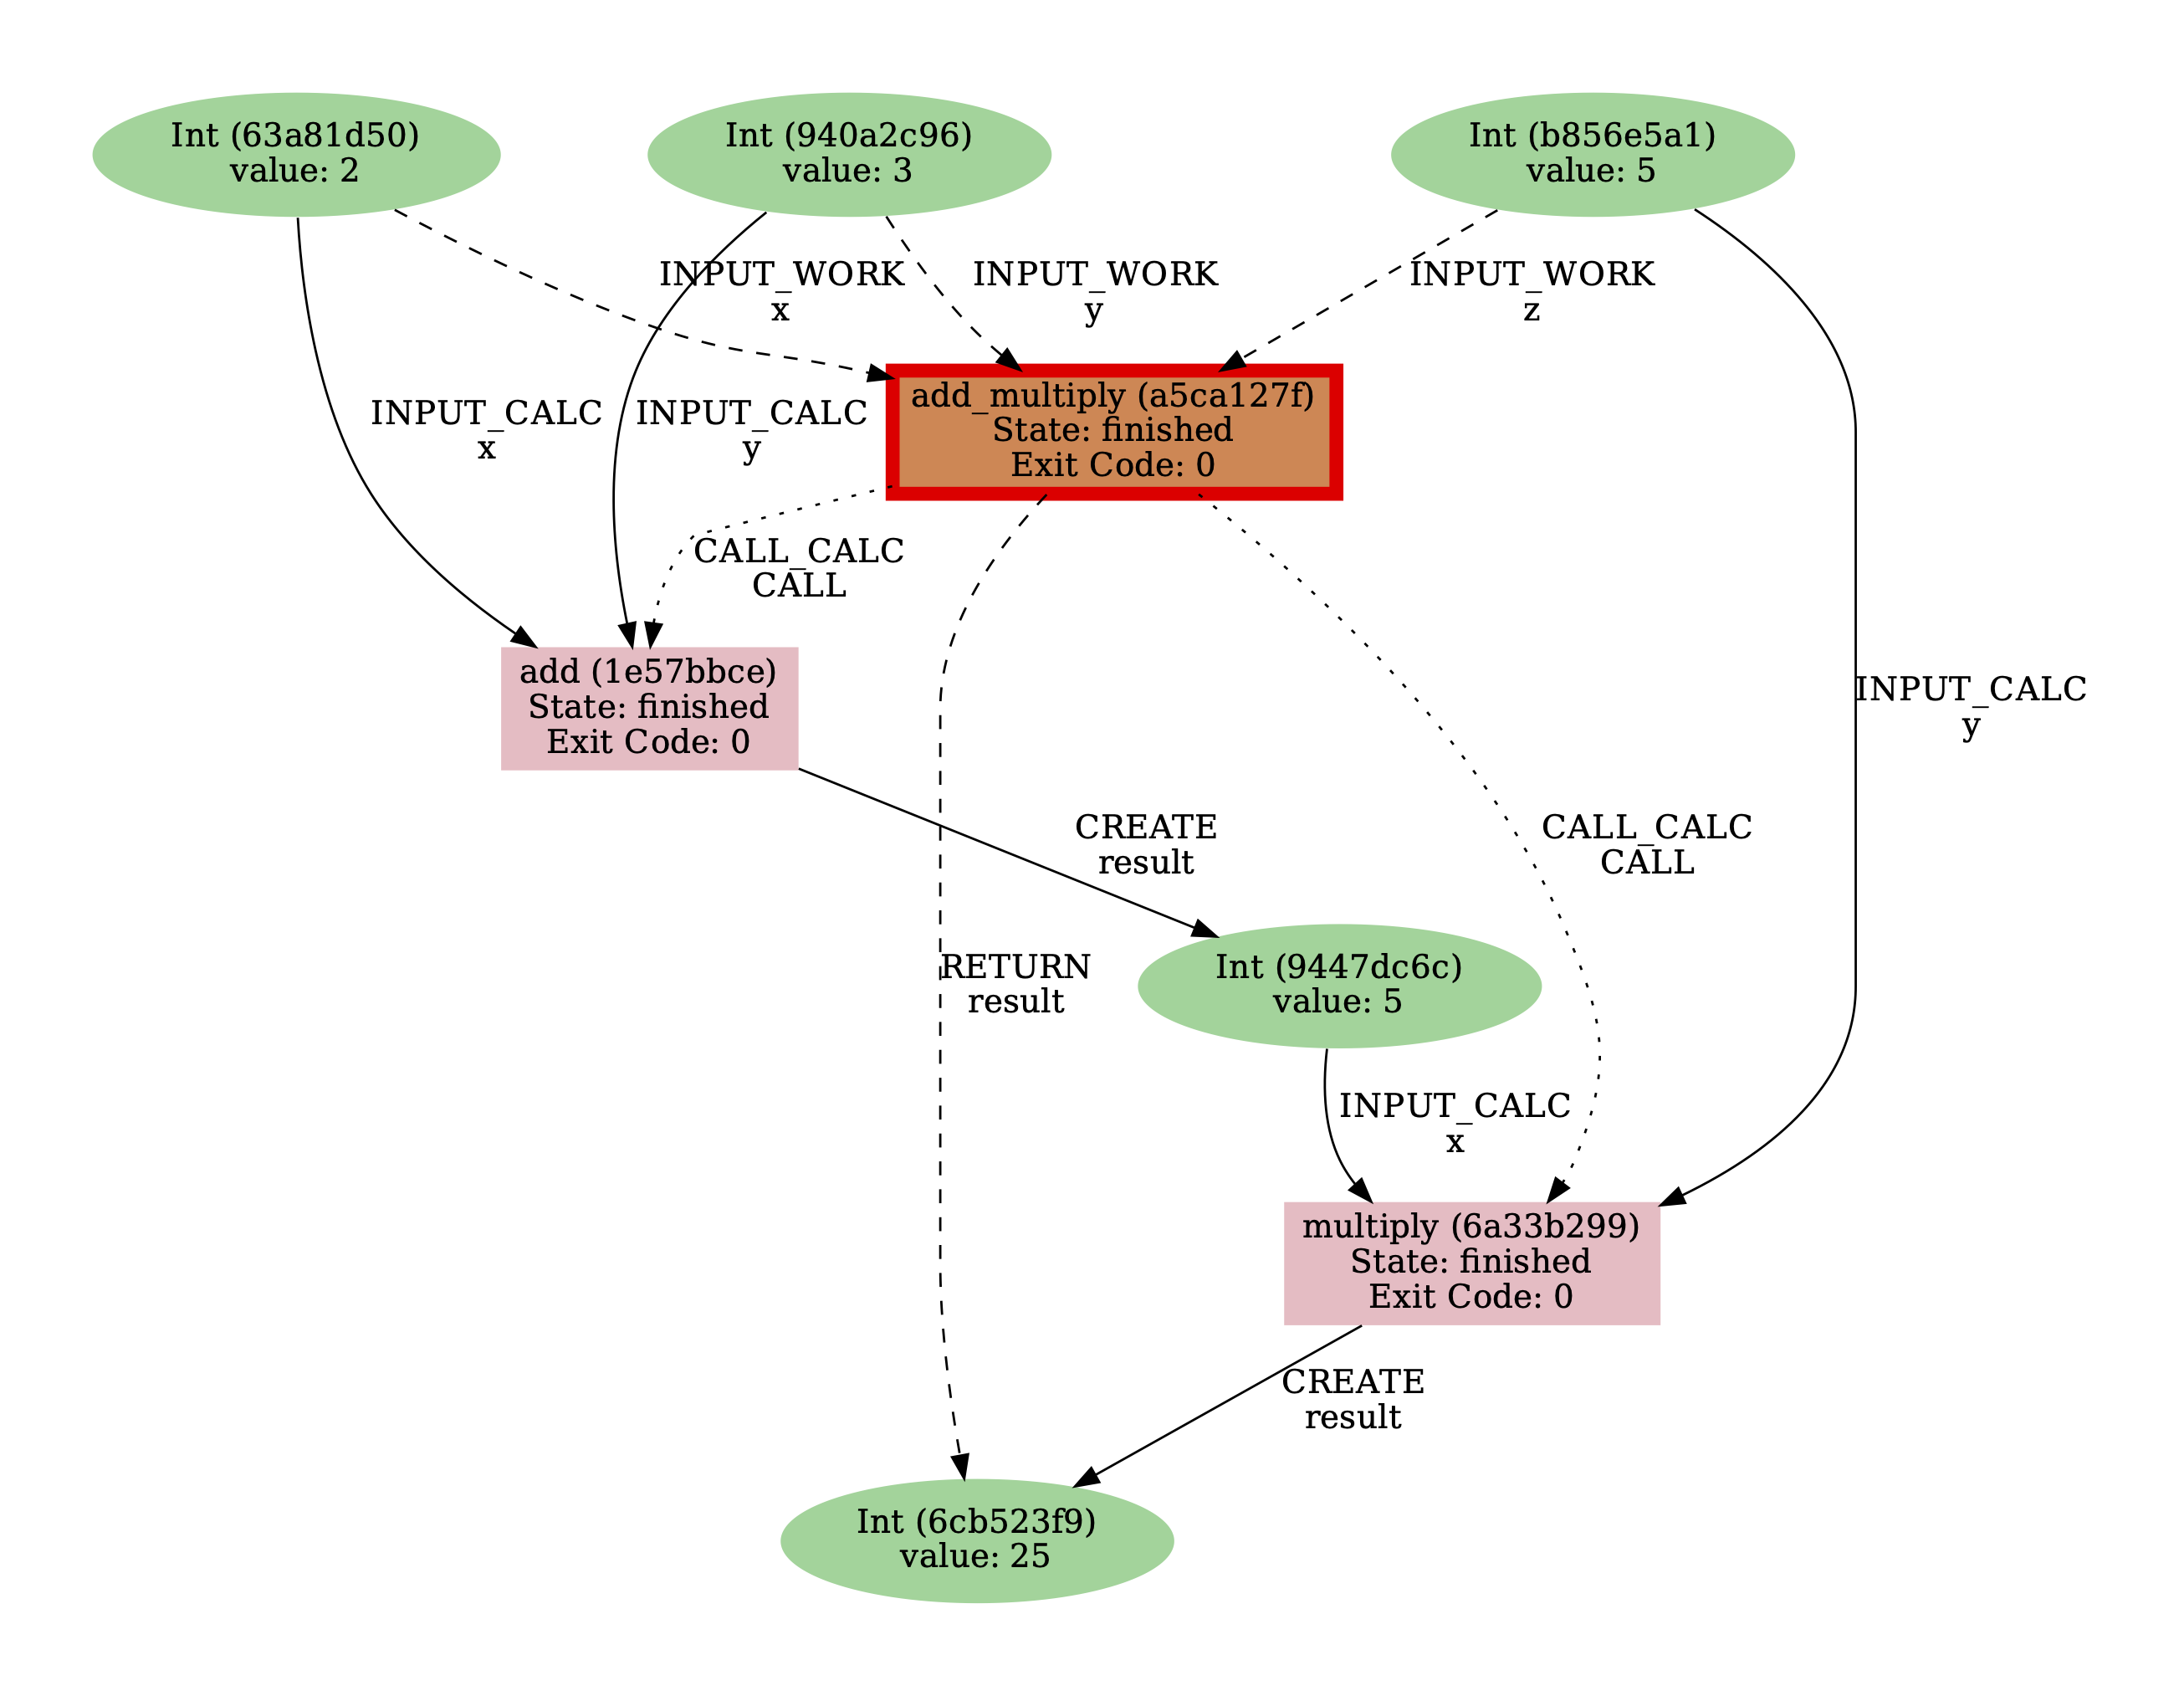 Int (63a81d50)
value: 2
Int (940a2c96)
value: 3
Int (b856e5a1)
value: 5
INPUT_WORK
x
INPUT_WORK
y
INPUT_WORK
z
add_multiply (a5ca127f)
State: finished
Exit Code: 0
INPUT_CALC
x
INPUT_CALC
y
CALL_CALC
CALL
add (1e57bbce)
State: finished
Exit Code: 0
INPUT_CALC
y
CREATE
result
CALL_CALC
CALL
RETURN
result
Int (9447dc6c)
value: 5
INPUT_CALC
x
multiply (6a33b299)
State: finished
Exit Code: 0
CREATE
result
Int (6cb523f9)
value: 25